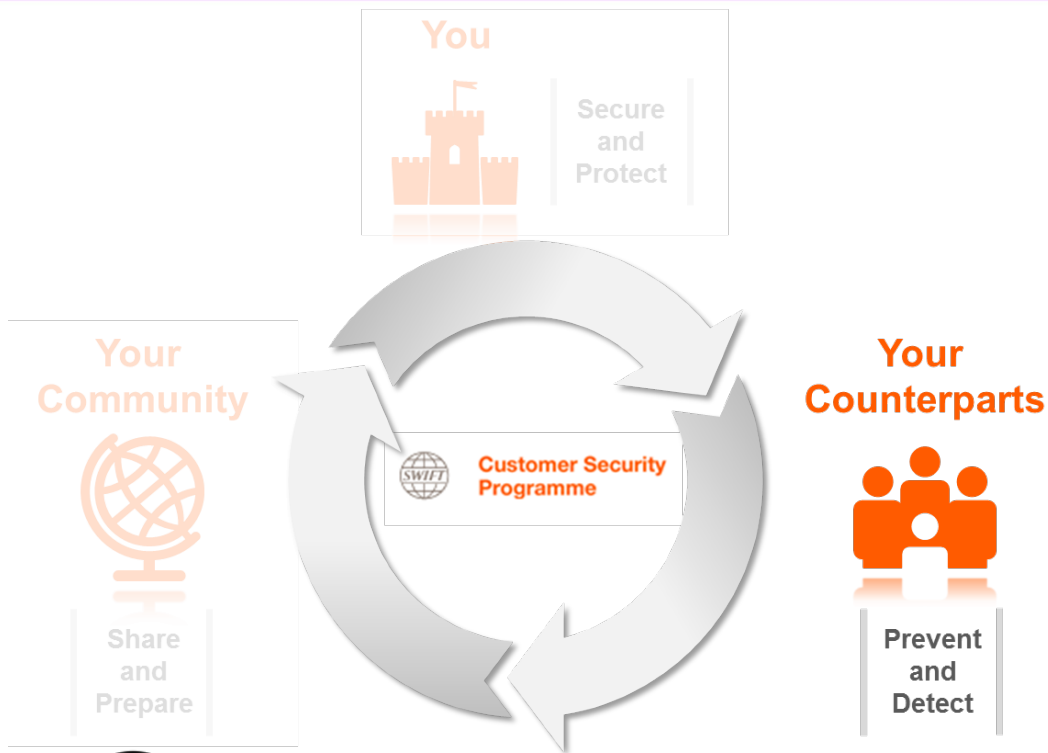 You
Secure
and
Protect
Your
Community
Share
and
Prepare
SWIFT
Customer Security
Programme
Your
Counterparts
Prevent
and
Detect